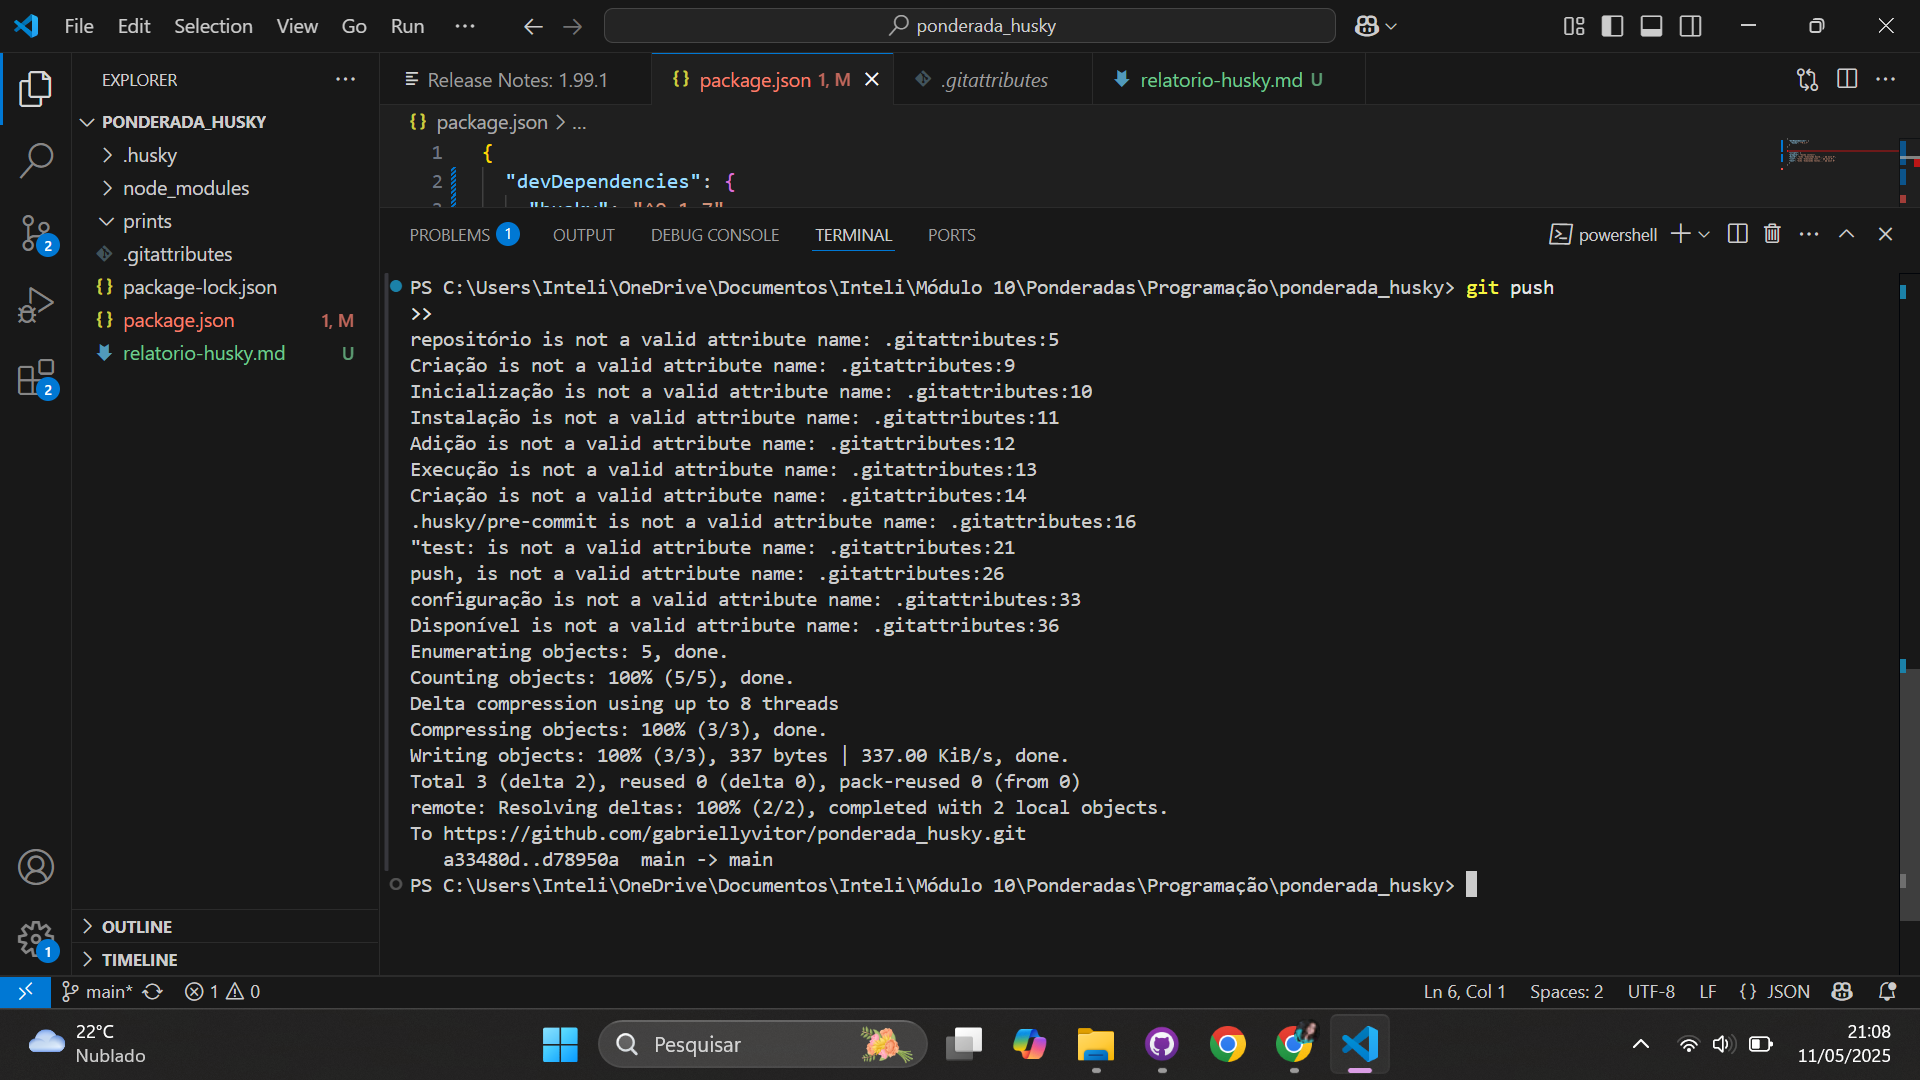 File Edit Selection View Go Run ··· ponderada_husky
EXPLORER
PONDERADA_HUSKY
.husky
node_modules
prints
.gitattributes
package-lock.json
package.json 1, M
relatorio-husky.md U
OUTLINE
TIMELINE
2
2
1
Release Notes: 1.99.1 {} package.json 1, M .gitattributes relatorio-husky.md U
{} package.json > ...
1 {
2 "devDependencies": {
3 "husky": "^9.1.7"
PROBLEMS 1 OUTPUT DEBUG CONSOLE TERMINAL PORTS powershell
PS C:\Users\Inteli\OneDrive\Documentos\Inteli\Módulo 10\Ponderadas\Programação\ponderada_husky> git push
>>
repositório is not a valid attribute name: .gitattributes:5
Criação is not a valid attribute name: .gitattributes:9
Inicialização is not a valid attribute name: .gitattributes:10
Instalação is not a valid attribute name: .gitattributes:11
Adição is not a valid attribute name: .gitattributes:12
Execução is not a valid attribute name: .gitattributes:13
Criação is not a valid attribute name: .gitattributes:14
.husky/pre-commit is not a valid attribute name: .gitattributes:16
"test: is not a valid attribute name: .gitattributes:21
push, is not a valid attribute name: .gitattributes:26
configuração is not a valid attribute name: .gitattributes:33
Disponível is not a valid attribute name: .gitattributes:36
Enumerating objects: 5, done.
Counting objects: 100% (5/5), done.
Delta compression using up to 8 threads
Compressing objects: 100% (3/3), done.
Writing objects: 100% (3/3), 337 bytes | 337.00 KiB/s, done.
Total 3 (delta 2), reused 0 (delta 0), pack-reused 0 (from 0)
remote: Resolving deltas: 100% (2/2), completed with 2 local objects.
To https://github.com/gabriellyvitor/ponderada_husky.git
a33480d..d78950a main -> main
PS C:\Users\Inteli\OneDrive\Documentos\Inteli\Módulo 10\Ponderadas\Programação\ponderada_husky>
main* 1 0 Ln 6, Col 1 Spaces: 2 UTF-8 LF {} JSON
22°C
Nublado
Pesquisar
21:08
11/05/2025